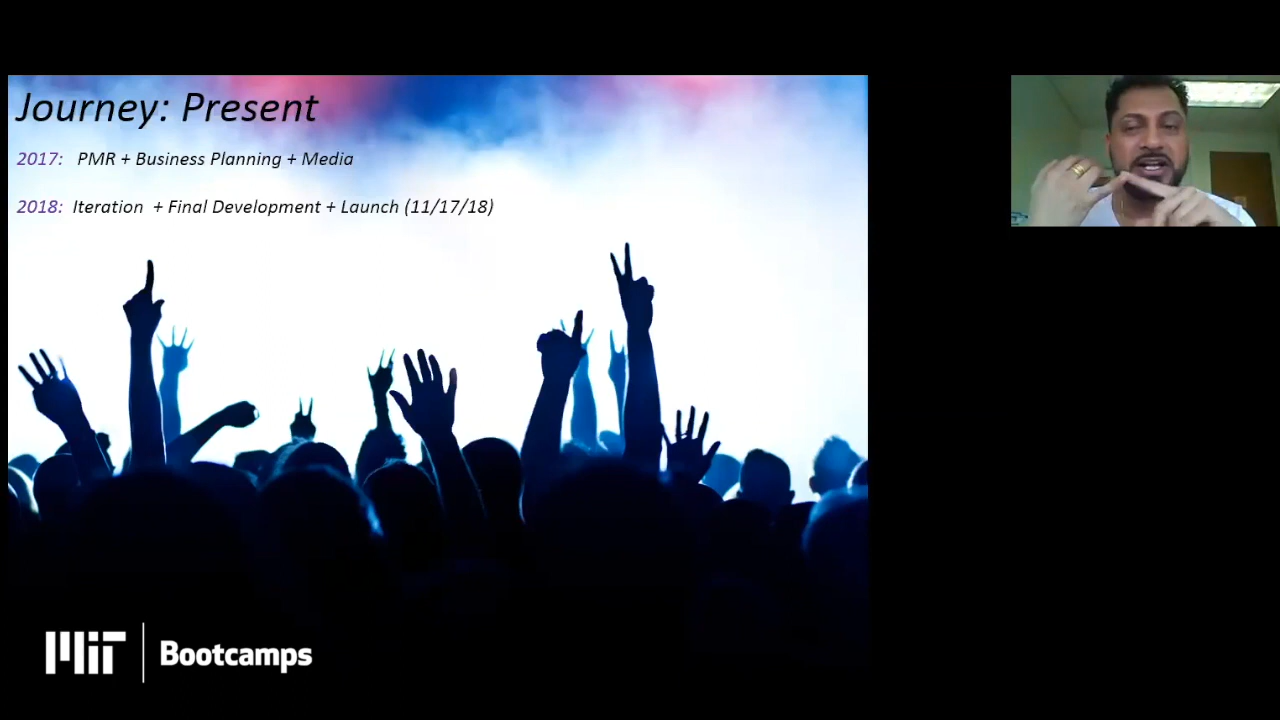 Journey: Present
2017: PMR + Business Planning + Media
2018: Iteration + Final Development + Launch (11/17/18)
MIT Bootcamps